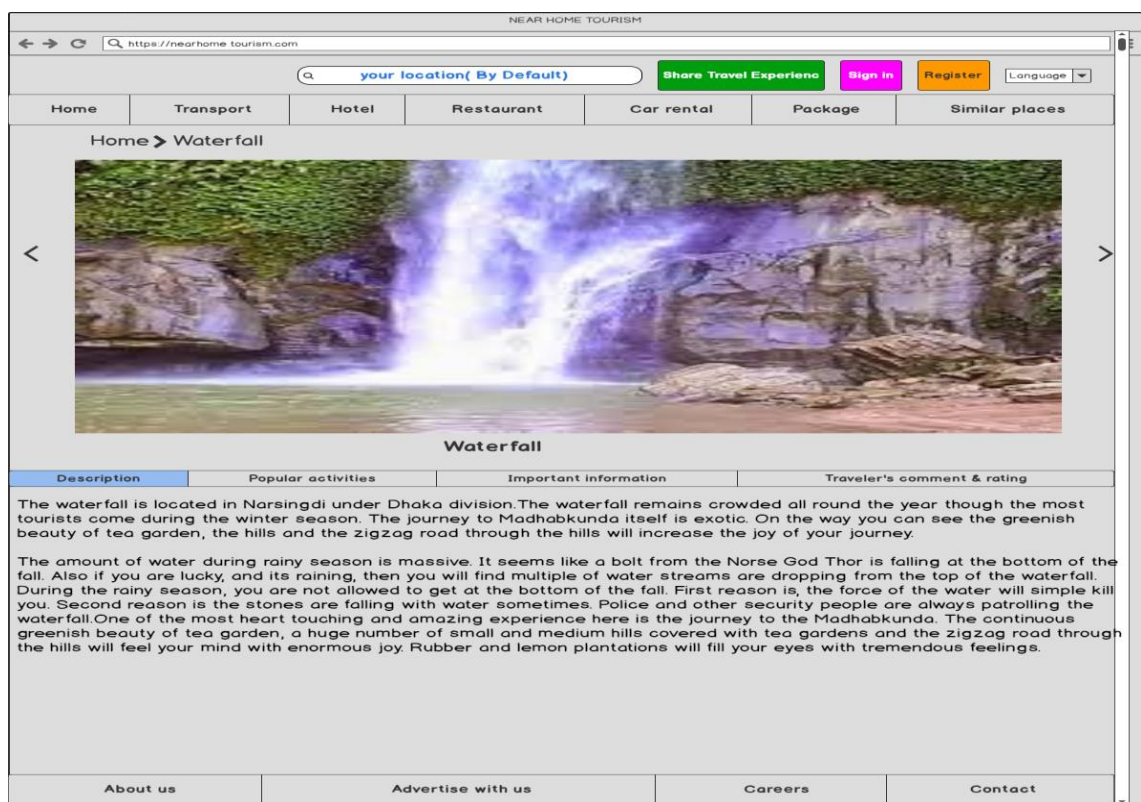 NEAR HOME TOURISM
https://nearhome tourism.com
your location( By Default)
Share Travel Experienc
Sign in
Register
Language
Home
Transport
Hotel
Restaurant
Car rental
Package
Similar places
Home > Waterfall
Waterfall
Description
Popular activities
Important information
Traveler's comment & rating
The waterfall is located in Narsingdi under Dhaka division.The waterfall remains crowded all round the year though the most
tourists come during the winter season. The journey to Madhabkunda itself is exotic. On the way you can see the greenish
beauty of tea garden, the hills and the zigzag road through the hills will increase the joy of your journey.
The amount of water during rainy season is massive. It seems like a bolt from the Norse God Thor is falling at the bottom of the
fall. Also if you are lucky, and its raining, then you will find multiple of water streams are dropping from the top of the waterfall.
During the rainy season, you are not allowed to get at the bottom of the fall. First reason is, the force of the water will simple kill
you. Second reason is the stones are falling with water sometimes. Police and other security people are always patrolling the
waterfall.One of the most heart touching and amazing experience here is the journey to the Madhabkunda. The continuous
greenish beauty of tea garden, a huge number of small and medium hills covered with tea gardens and the zigzag road through
the hills will feel your mind with enormous joy. Rubber and lemon plantations will fill your eyes with tremendous feelings.
About us
Advertise with us
Careers
Contact